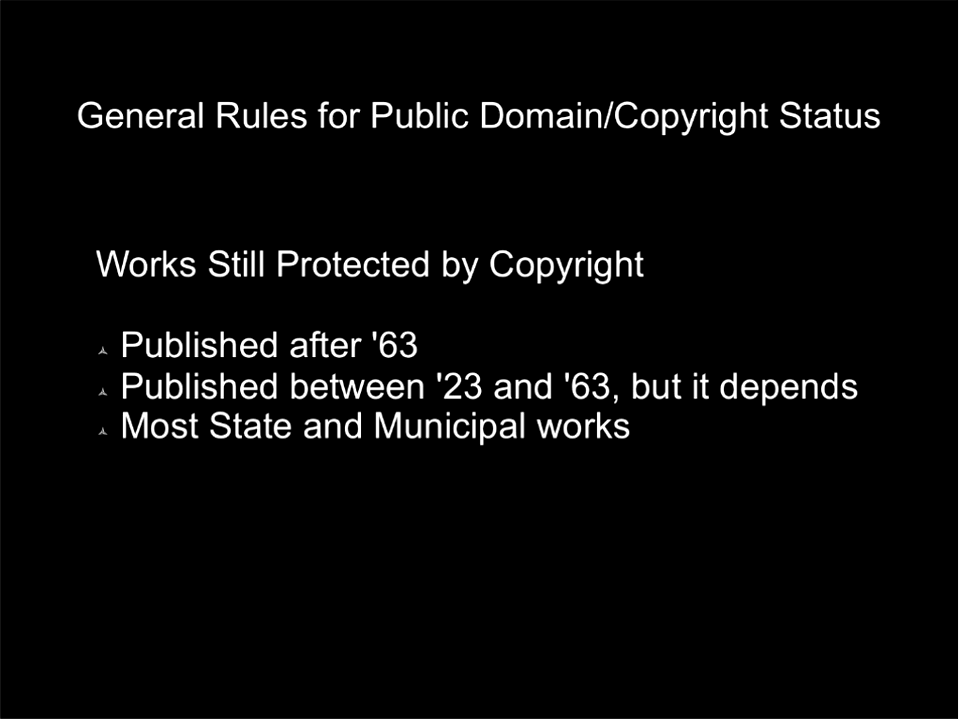 General Rules for Public Domain/Copyright Status
Works Still Protected by Copyright
Published after '63
Published between '23 and '63, but it depends
Most State and Municipal works